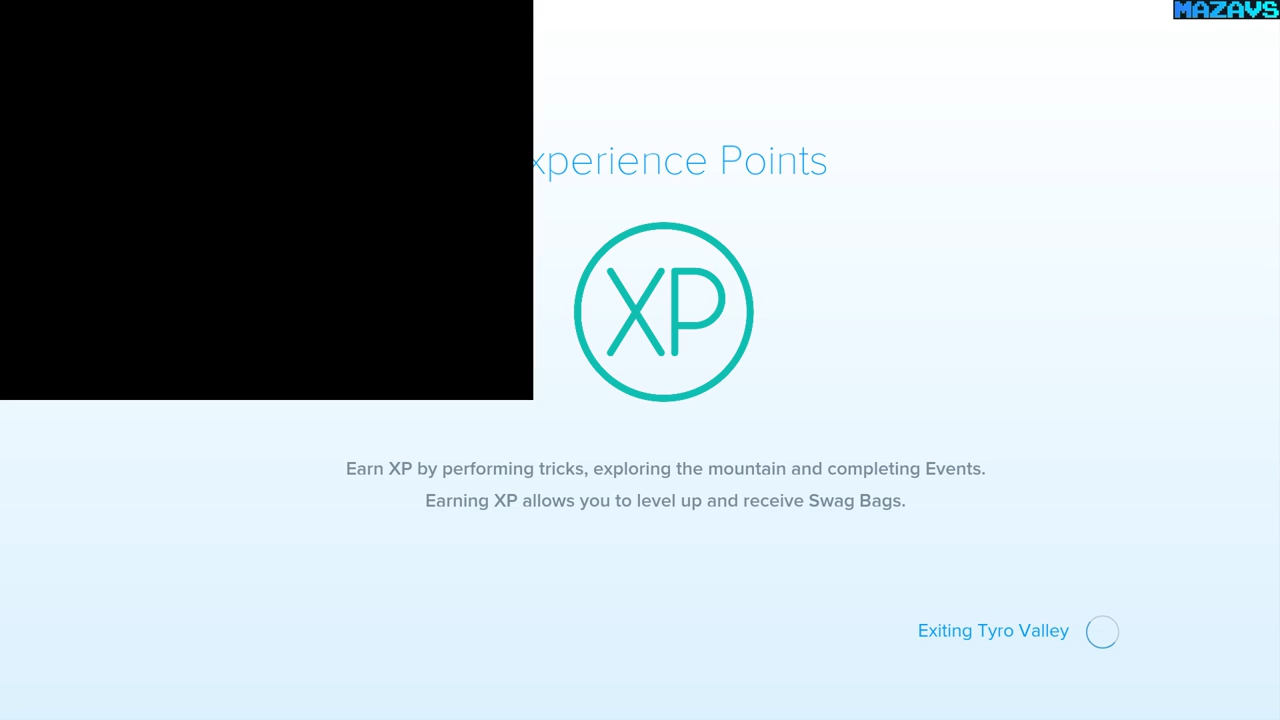 MAZAVS
xperience Points
XP
Earn XP by performing tricks, exploring the mountain and completing Events.
Earning XP allows you to level up and receive Swag Bags.
Exiting Tyro Valley